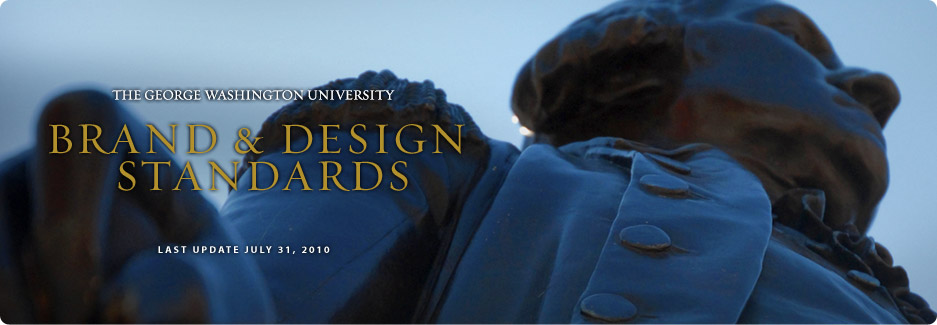 THE GEORGE WASHINGTON UNIVERSITY
BRAND & DESIGN
STANDARDS
LAST UPDATE JULY 31, 2010